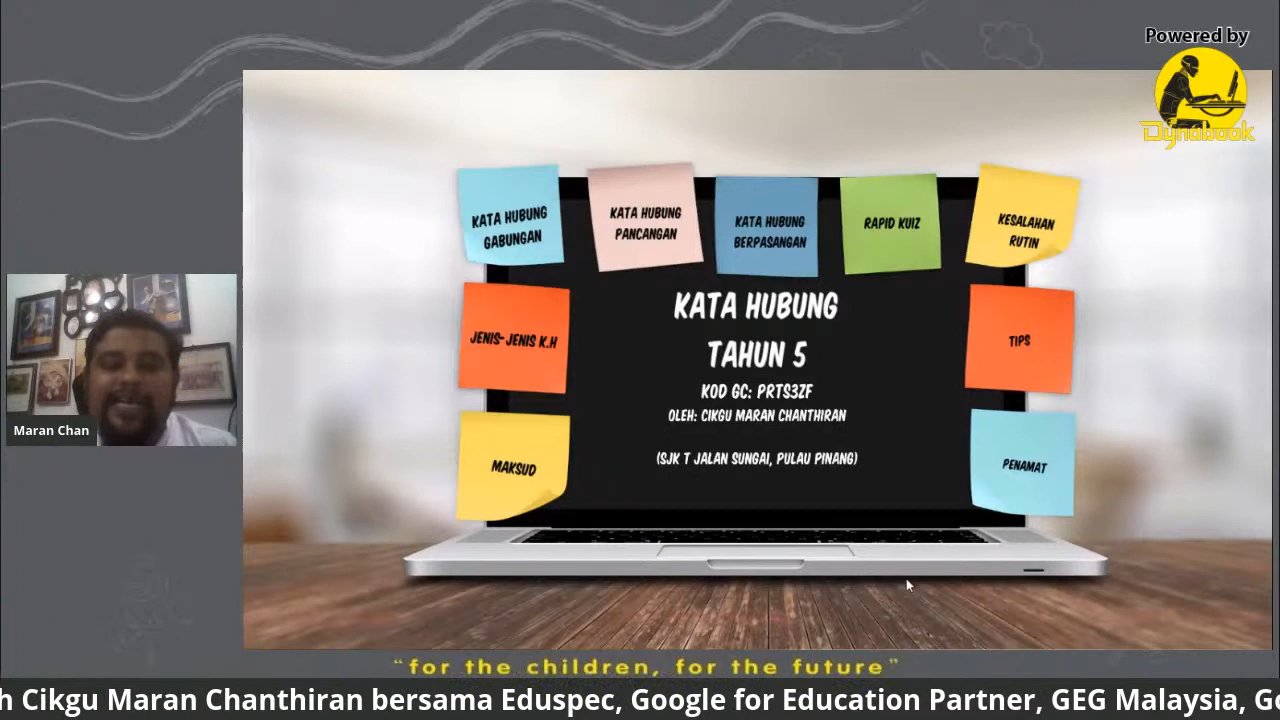 Powered by
Dynabook
KATA HUBUNG
GABUNGAN
KATA HUBUNG
PANCANGAN
KATA HUBUNG
BERPASANGAN
RAPID KUIZ
KESALAHAN
RUTIN
JENIS-JENIS K.H
TIPS
MAKSUD
PENAMAT
KATA HUBUNG
TAHUN 5
KOD GC: PRTS3ZF
OLEH: CIKGU MARAN CHANTHIRAN
(SJK T JALAN SUNGAI, PULAU PINANG)
Maran Chan
“for the children, for the future”
h Cikgu Maran Chanthiran bersama Eduspec, Google for Education Partner, GEG Malaysia, Go